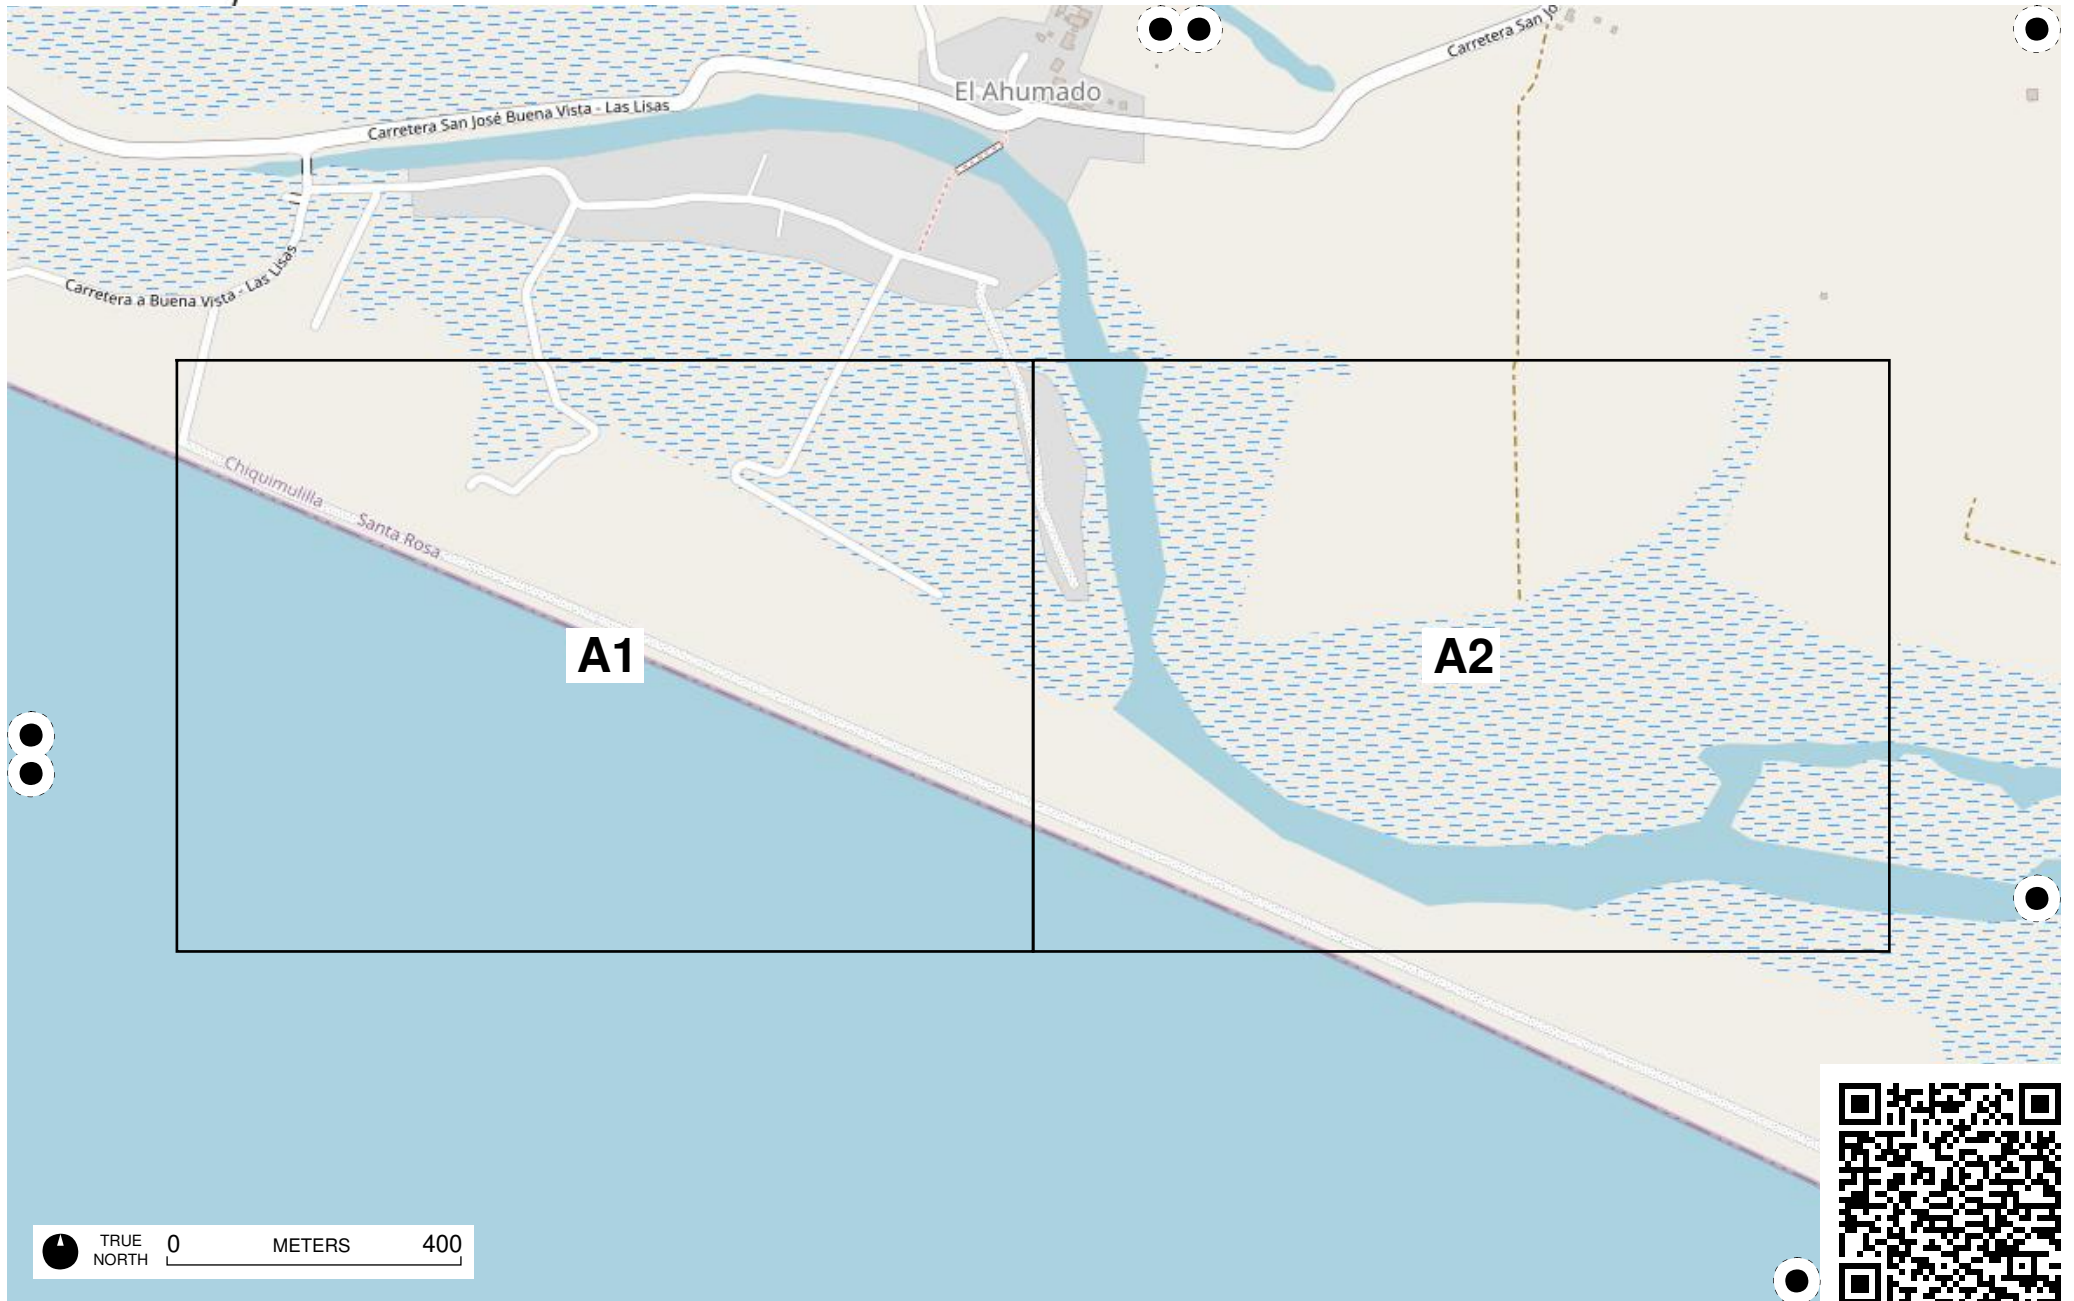 Carretera San Jo
El Ahumado
Carretera San José Buena Vista - Las Lisas
Carretera a Buena Vista - Las Lisas
Chiquimulilla
Santa Rosa
A1
A2
TRUE NORTH
0 METERS 400